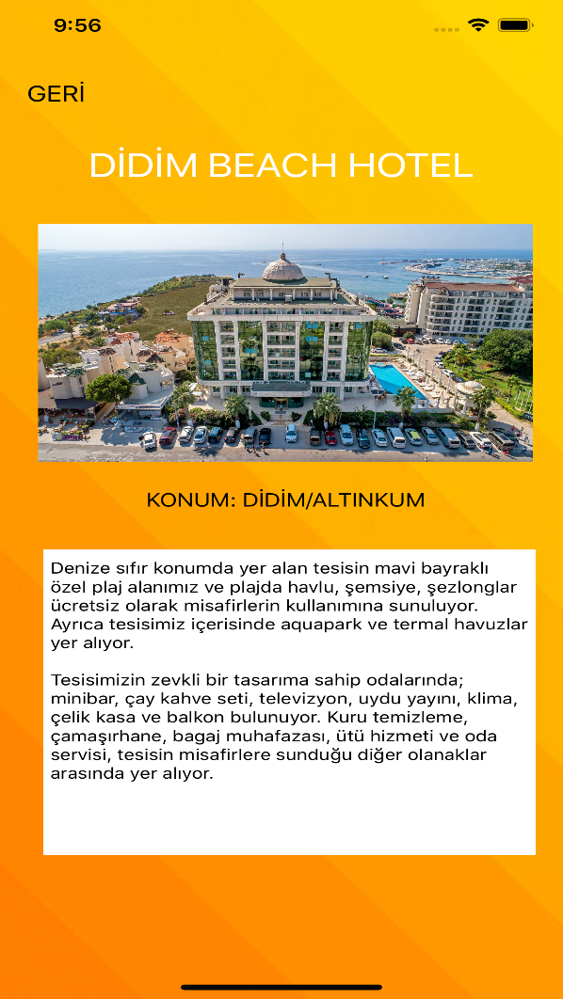 9:56
GERİ
DİDİM BEACH HOTEL
KONUM: DİDİM/ALTINKUM
Denize sıfır konumda yer alan tesisin mavi bayraklı
özel plaj alanımız ve plajda havlu, şemsiye, şezlonglar
ücretsiz olarak misafirlerin kullanımına sunuluyor.
Ayrıca tesisimiz içerisinde aquapark ve termal havuzlar
yer alıyor.
Tesisimizin zevkli bir tasarıma sahip odalarında;
minibar, çay kahve seti, televizyon, uydu yayını, klima,
çelik kasa ve balkon bulunuyor. Kuru temizleme,
çamaşırhane, bagaj muhafazası, ütü hizmeti ve oda
servisi, tesisin misafirlere sunduğu diğer olanaklar
arasında yer alıyor.